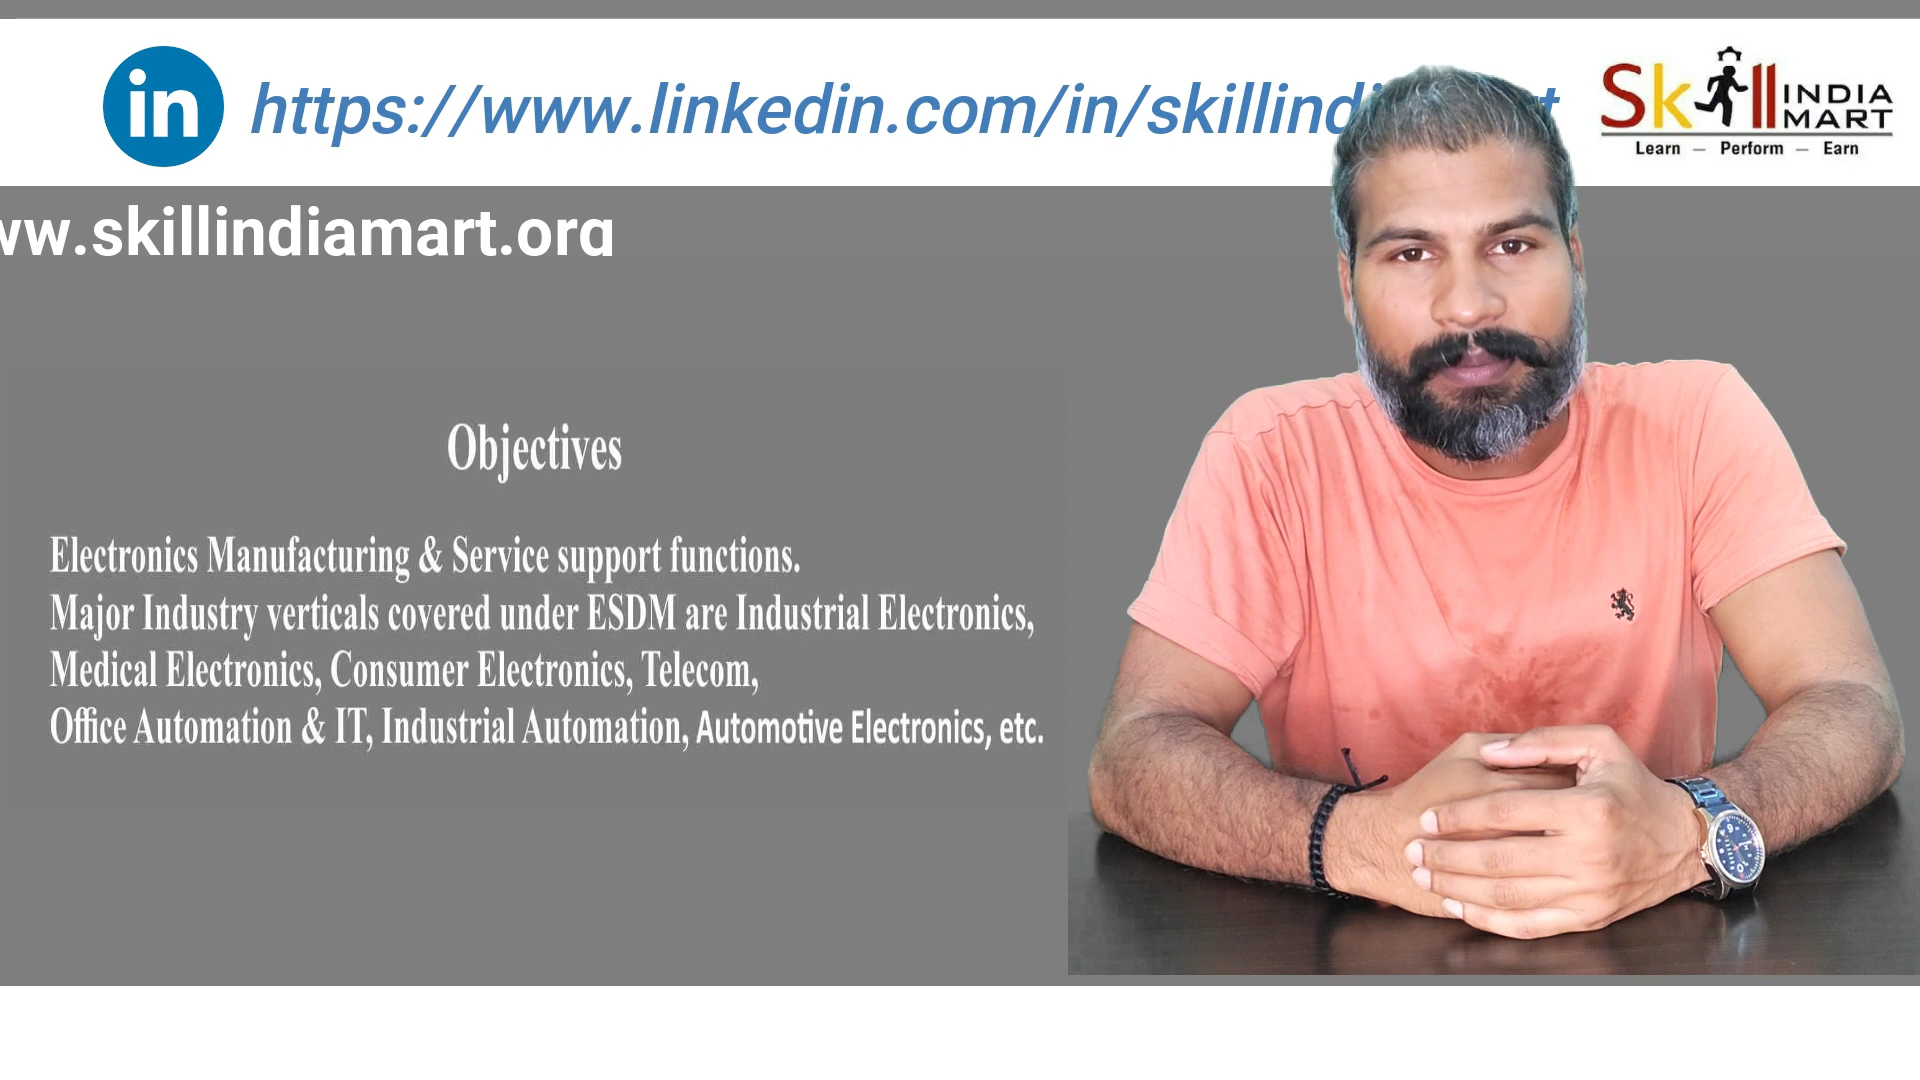 in https://www.linkedin.com/in/
Skill INDIA MART
Learn – Perform – Earn
.skillindiamart.org
Objectives
Electronics Manufacturing & Service support functions.
Major Industry verticals covered under ESDM are Industrial Electronics,
Medical Electronics, Consumer Electronics, Telecom,
Office Automation & IT, Industrial Automation, Automotive Electronics, etc.